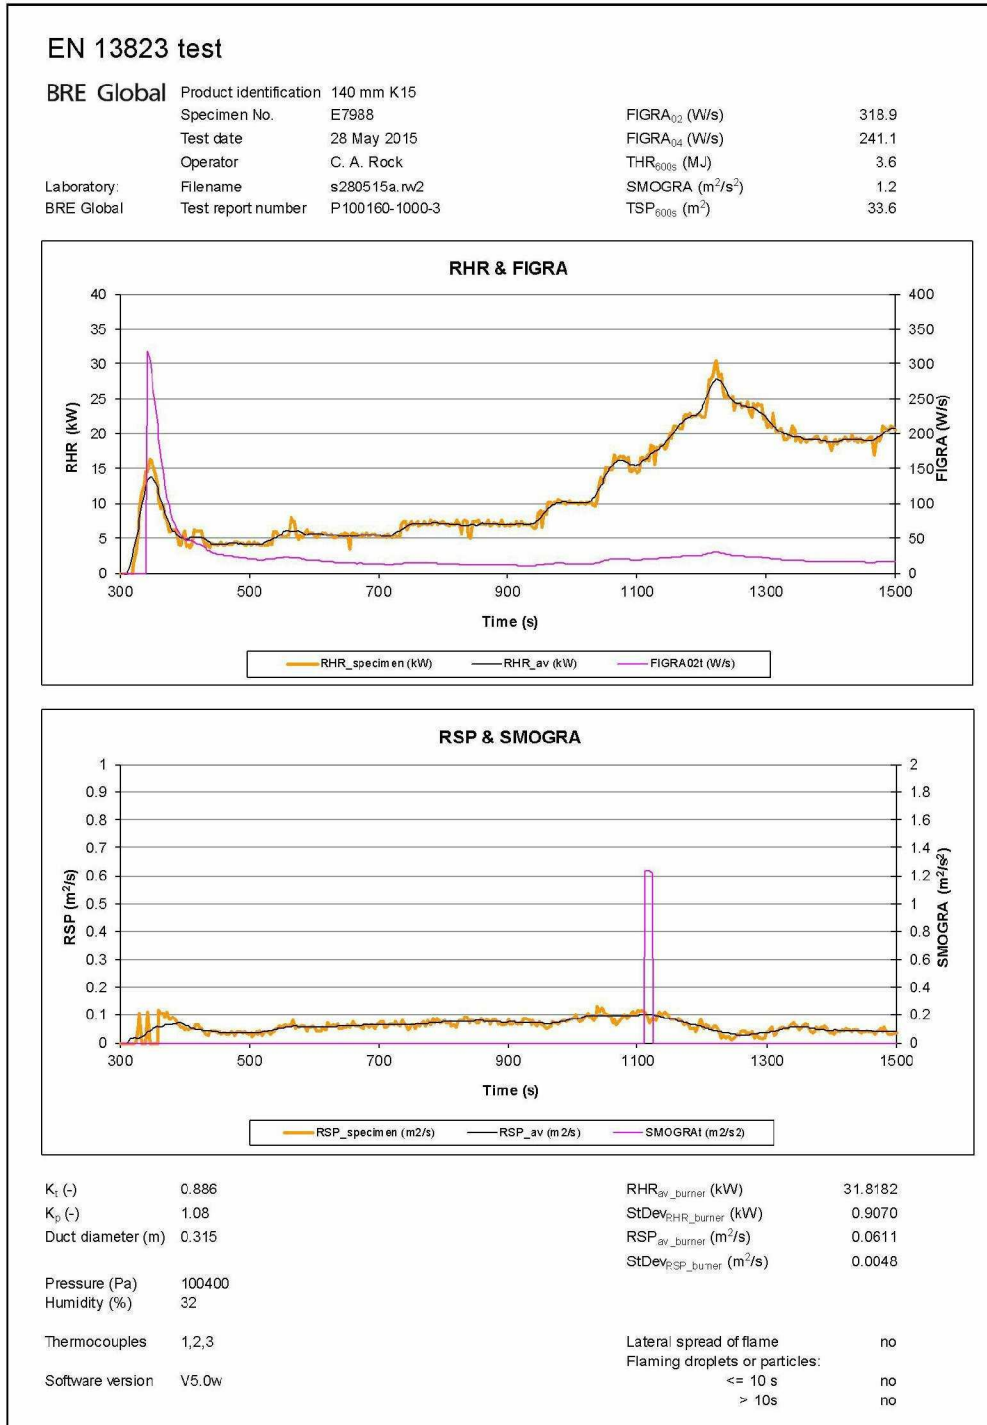 EN 13823 test
BRE Global
Product identification 140 mm K15
Specimen No. E7988 FIGRA02 (W/s) 318.9
Test date 28 May 2015 FIGRA04 (W/s) 241.1
Operator C. A. Rock THR600s (MJ) 3.6
Laboratory: Filename s280515a.rw2 SMOGRA (m²/s²) 1.2
BRE Global Test report number P100160-1000-3 TSP600s (m²) 33.6
RHR & FIGRA
40 400
35 350
30 300
25 250
20 200
15 150
10 100
5 50
0 0
RHR (kW)
FIGRA (W/s)
300 500 700 900 1100 1300 1500
Time (s)
RHR_specimen (kW) RHR_av (kW) FIGRA02t (W/s)
RSP & SMOGRA
1 2
0.9 1.8
0.8 1.6
0.7 1.4
0.6 1.2
0.5 1
0.4 0.8
0.3 0.6
0.2 0.4
0.1 0.2
0 0
RSP (m²/s)
SMOGRA (m²/s²)
300 500 700 900 1100 1300 1500
Time (s)
RSP_specimen (m2/s) RSP_av (m2/s) SMOGRAt (m2/s2)
Kt (-) 0.886 RHRav_burner (kW) 31.8182
Kp (-) 1.08 StDevRHR_burner (kW) 0.9070
Duct diameter (m) 0.315 RSPav_burner (m²/s) 0.0611
StDevRSP_burner (m²/s) 0.0048
Pressure (Pa) 100400
Humidity (%) 32
Thermocouples 1,2,3 Lateral spread of flame no
Flaming droplets or particles:
Software version V5.0w <= 10 s no
> 10s no